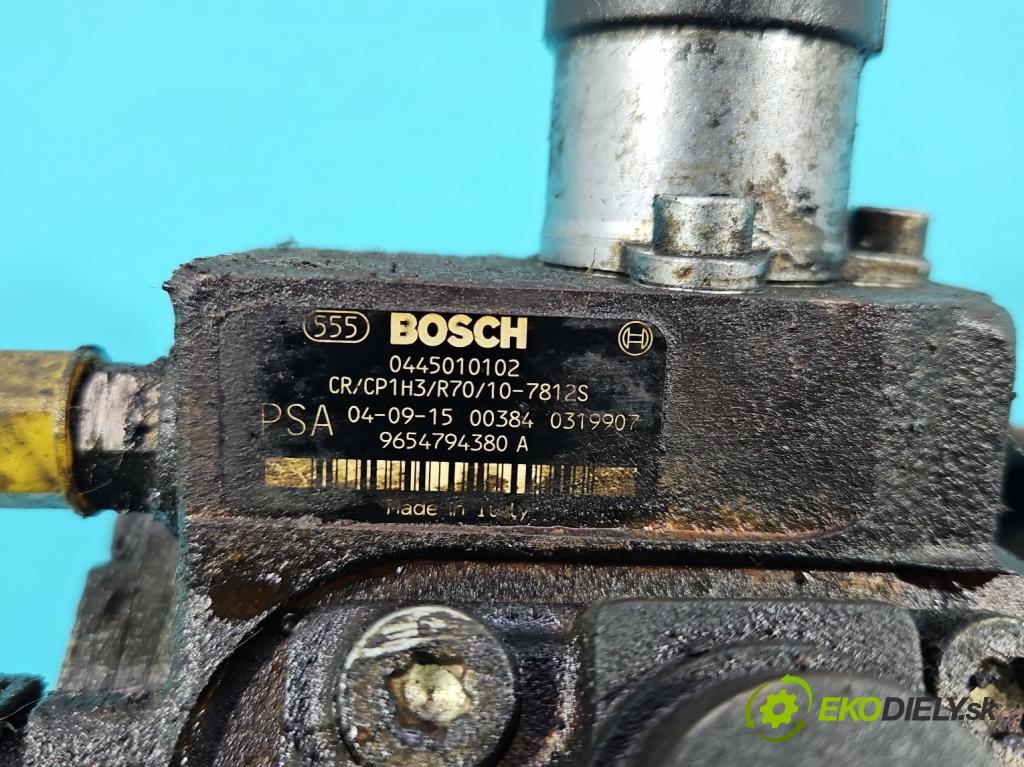 555 BOSCH
0445010102
CR/CP1H3/R70/10-7812S
PSA 04-09-15 00384 0319907
9654794380 A
Made in Italy
EKODIELY.sk